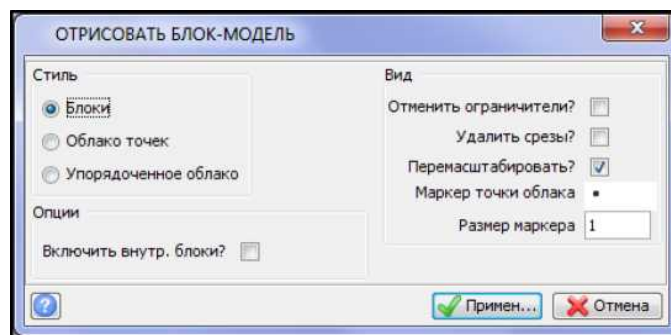 ОТРИСОВАТЬ БЛОК-МОДЕЛЬ
Стиль
Блоки
Облако точек
Упорядоченное облако
Опции
Включить внутр. блоки?
Вид
Отменить ограничители?
Удалить срезы?
Перемасштабировать?
Маркер точки облака
Размер маркера 1
Примен... Отмена